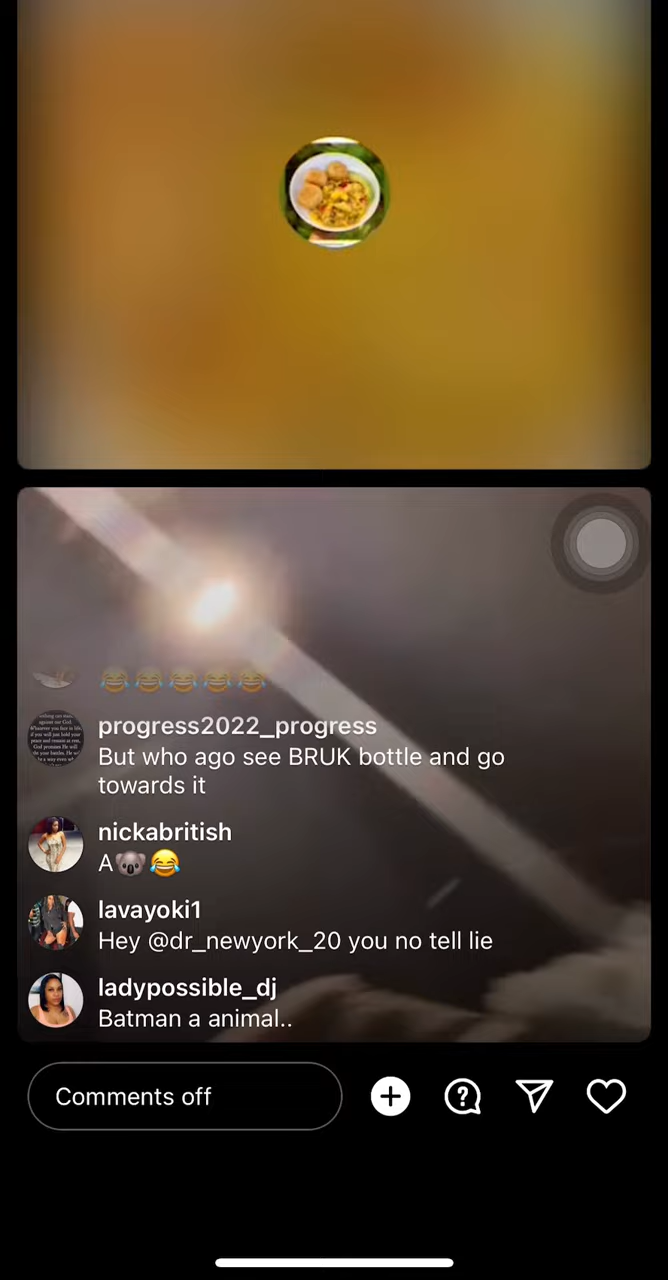 😂😂😂😂😂
progress2022_progress
But who ago see BRUK bottle and go
towards it
nickabritish
A🐨😂
lavayoki1
Hey @dr_newyork_20 you no tell lie
ladypossible_dj
Batman a animal..
Comments off